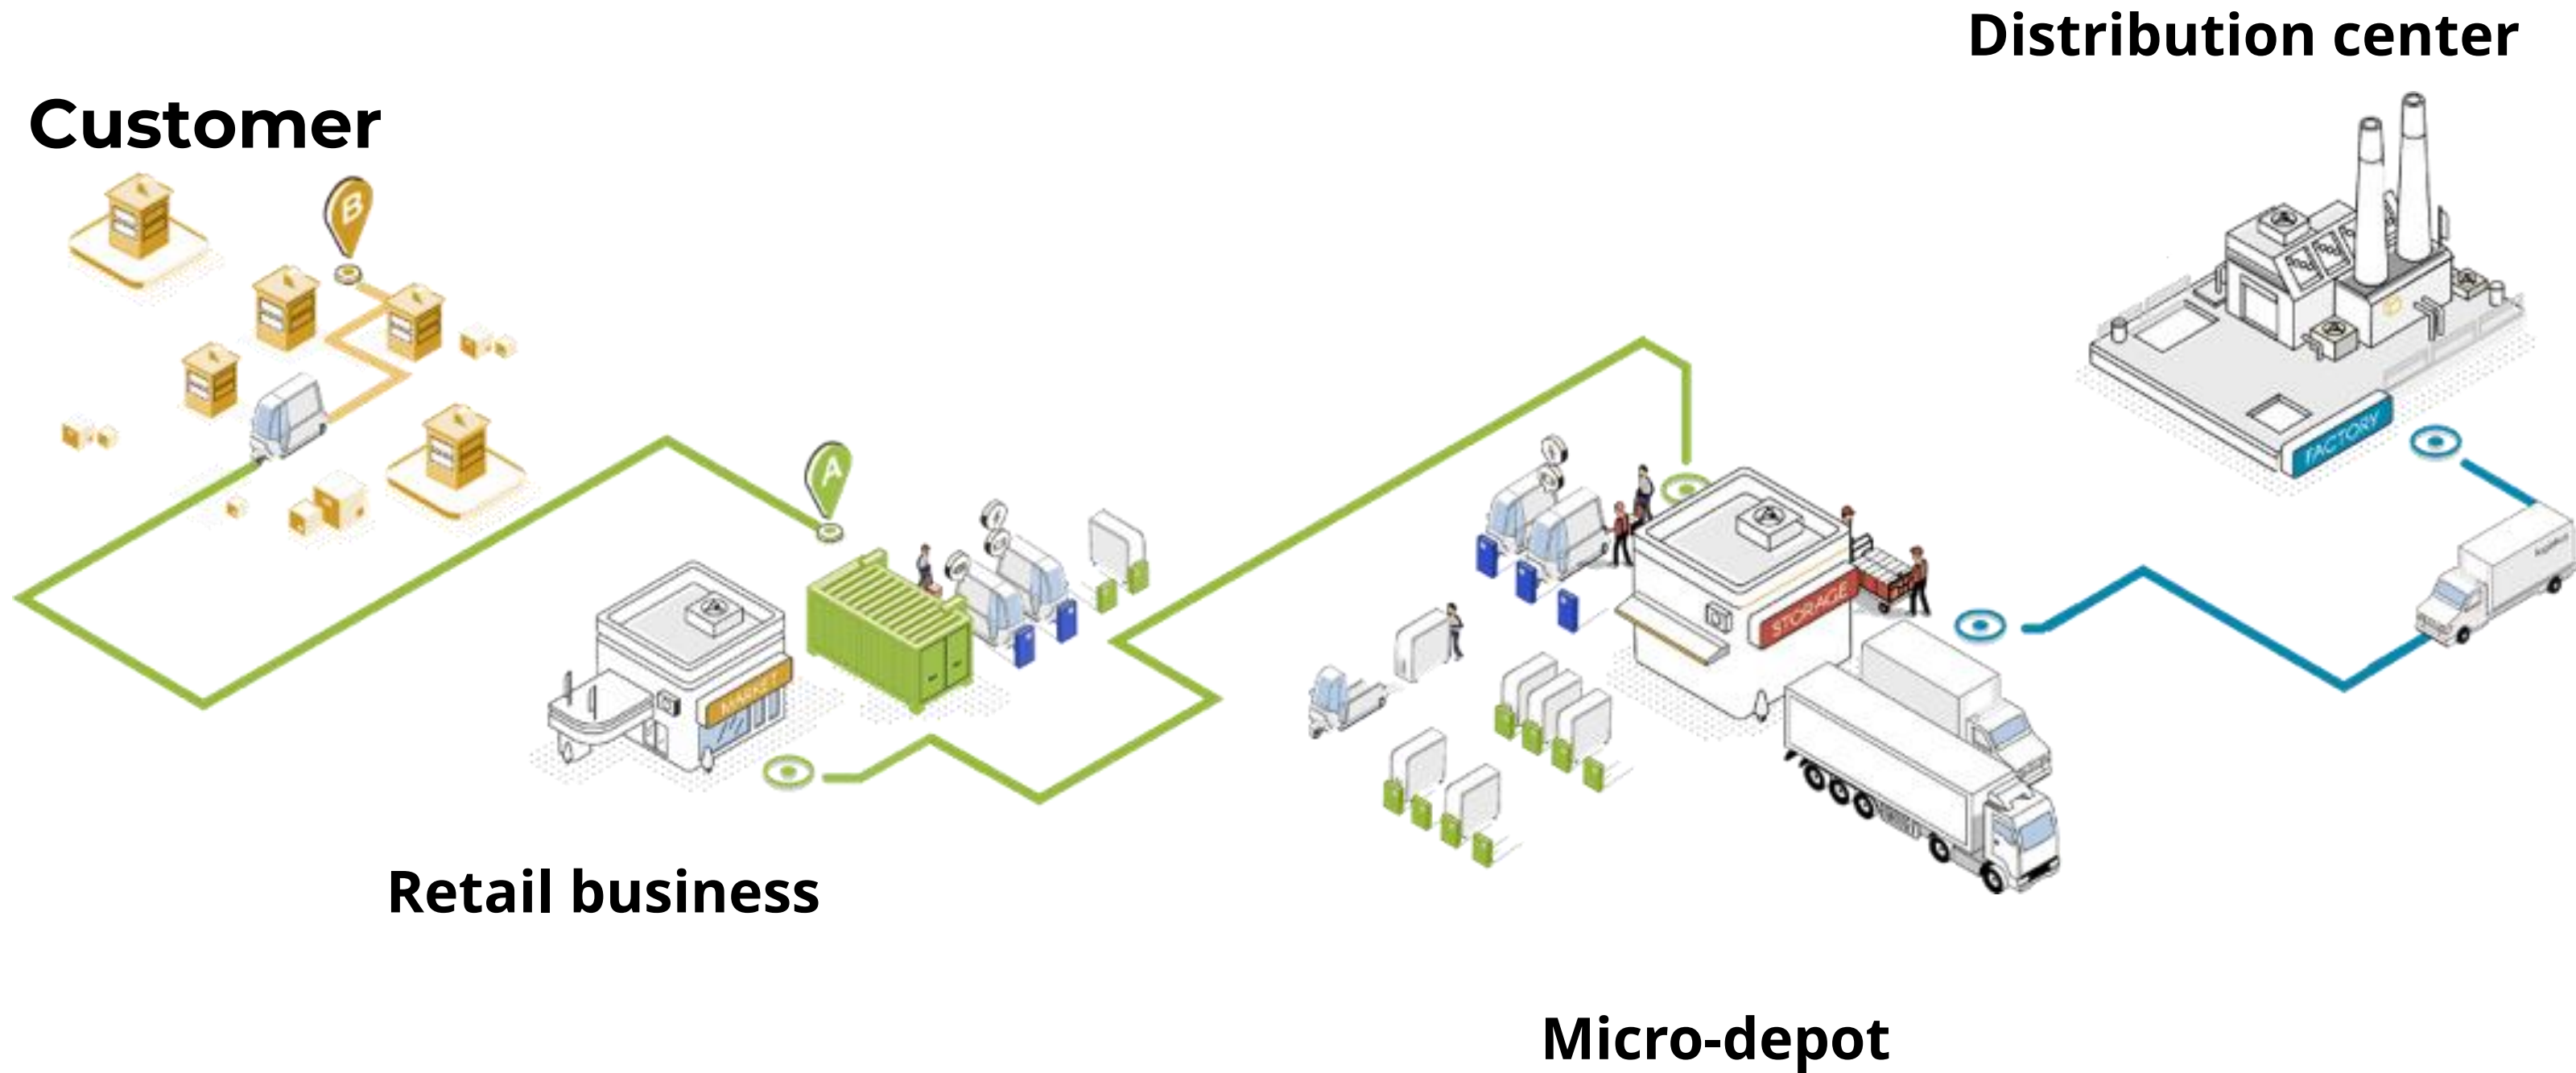 Distribution center
Customer
B
A
FACTORY
STORAGE
MARKET
Retail business
Micro-depot